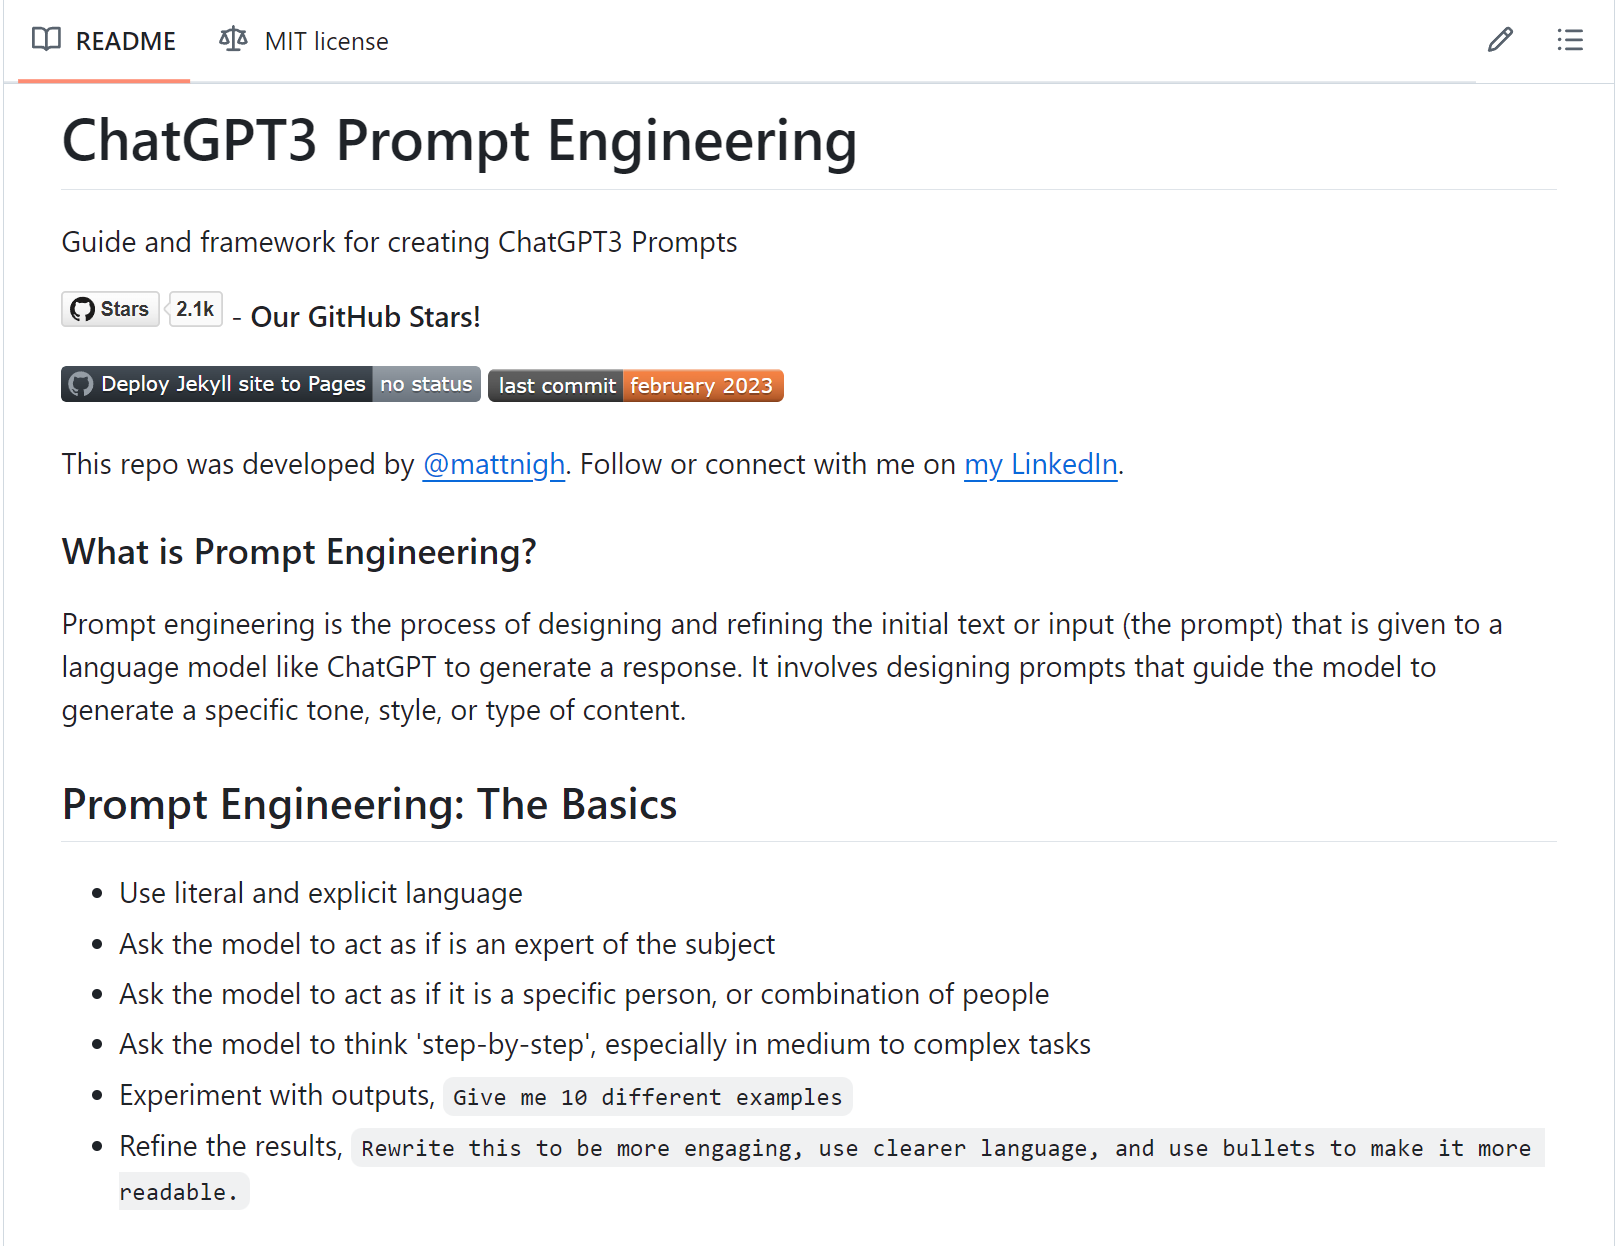 README MIT license
ChatGPT3 Prompt Engineering
Guide and framework for creating ChatGPT3 Prompts
Stars 2.1k - Our GitHub Stars!
Deploy Jekyll site to Pages no status last commit february 2023
This repo was developed by @mattnigh. Follow or connect with me on my LinkedIn.
What is Prompt Engineering?
Prompt engineering is the process of designing and refining the initial text or input (the prompt) that is given to a
language model like ChatGPT to generate a response. It involves designing prompts that guide the model to
generate a specific tone, style, or type of content.
Prompt Engineering: The Basics
• Use literal and explicit language
• Ask the model to act as if is an expert of the subject
• Ask the model to act as if it is a specific person, or combination of people
• Ask the model to think 'step-by-step', especially in medium to complex tasks
• Experiment with outputs, Give me 10 different examples
• Refine the results, Rewrite this to be more engaging, use clearer language, and use bullets to make it more
readable.